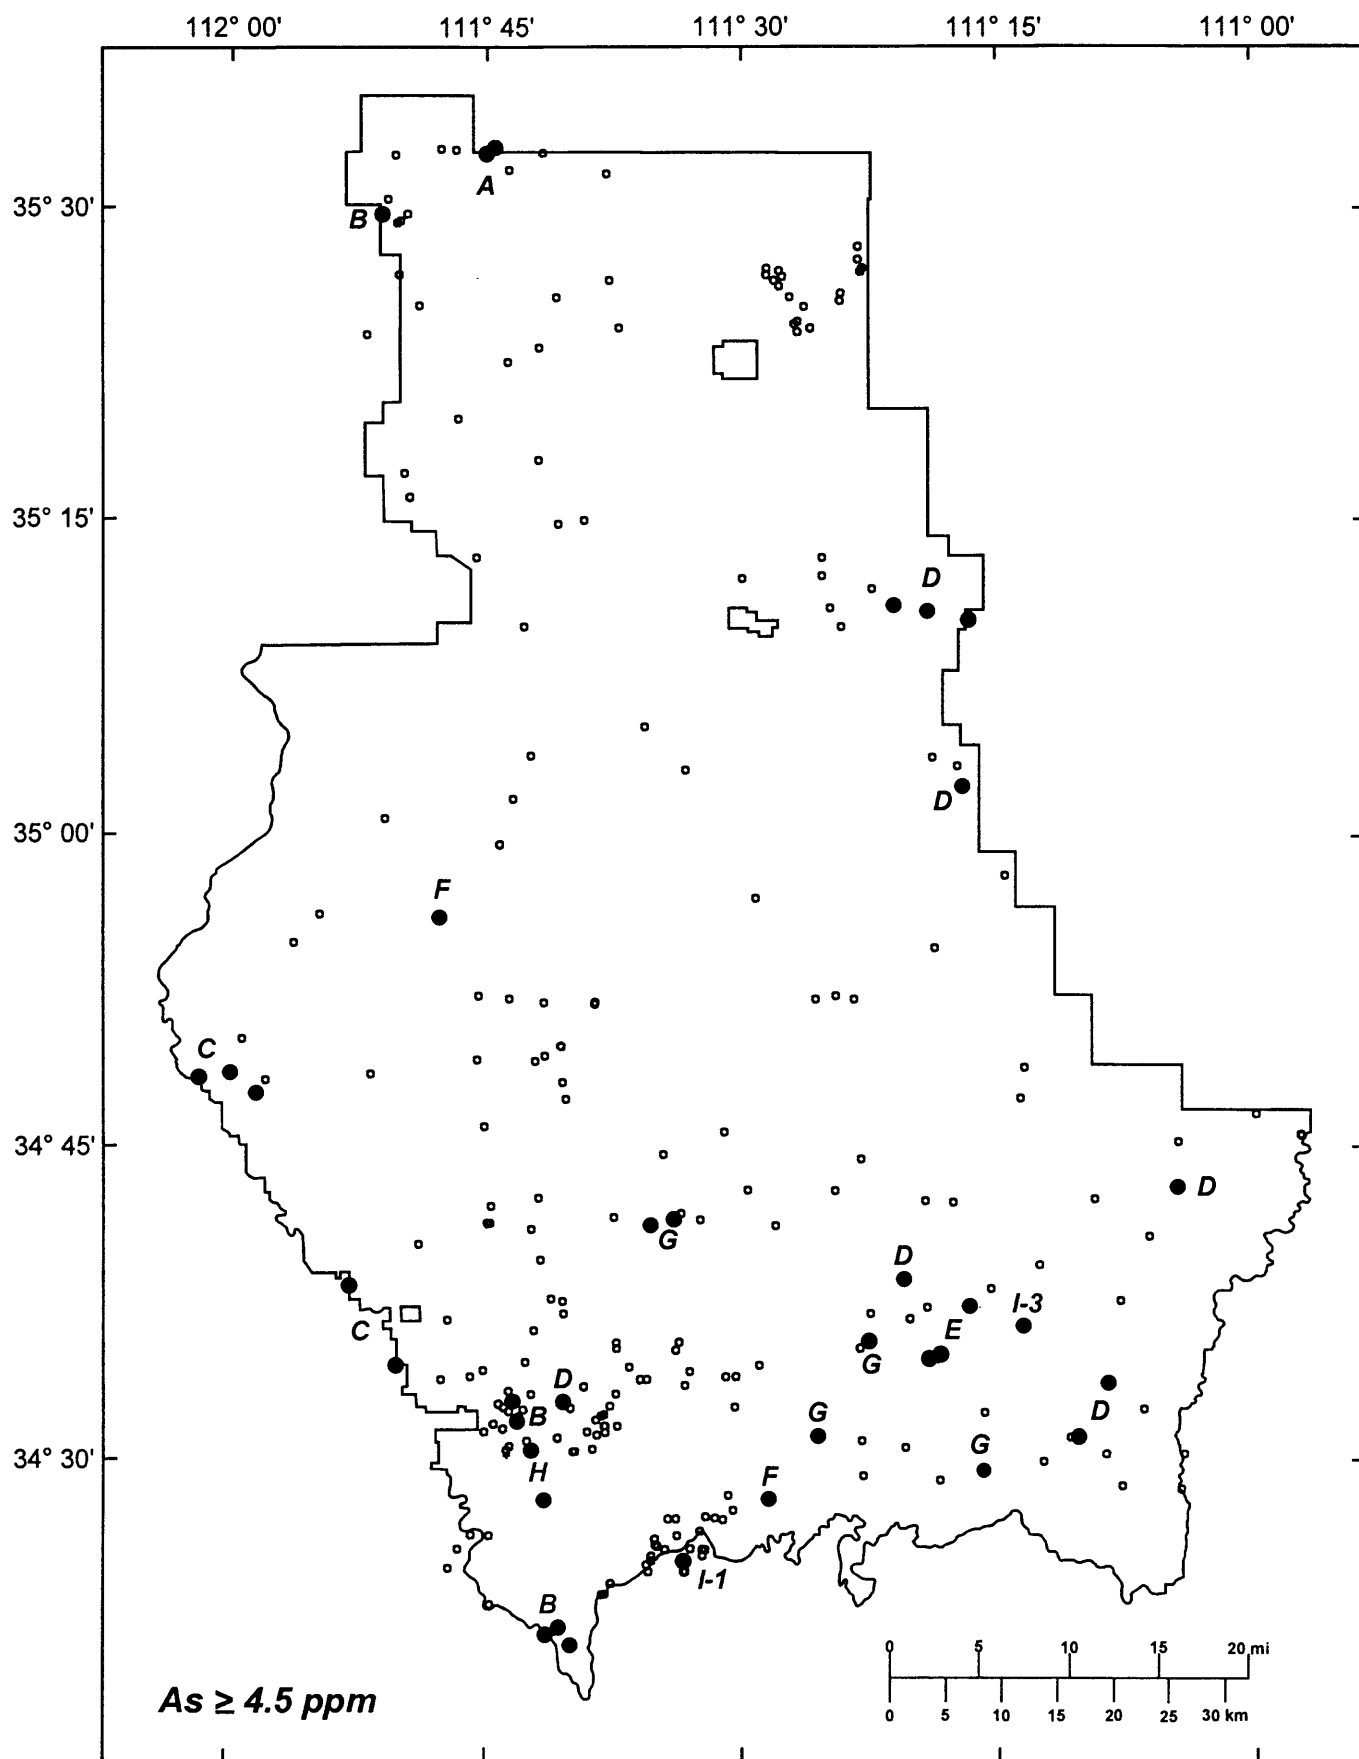 112° 00' 111° 45' 111° 30' 111° 15' 111° 00'
A
35° 30'
B
35° 15'
D
D
35° 00'
F
C
34° 45'
D
G
D
I-3
C
E
G
D
B
G
D
G
34° 30'
H
F
I-1
B
0 5 10 15 20 mi
As ≥ 4.5 ppm
0 5 10 15 20 25 30 km